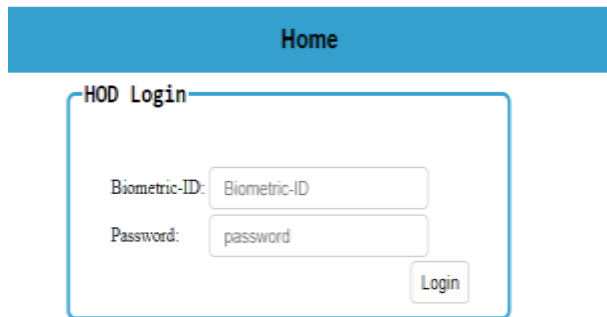 Home
HOD Login
Biometric-ID: Biometric-ID
Password: password
Login